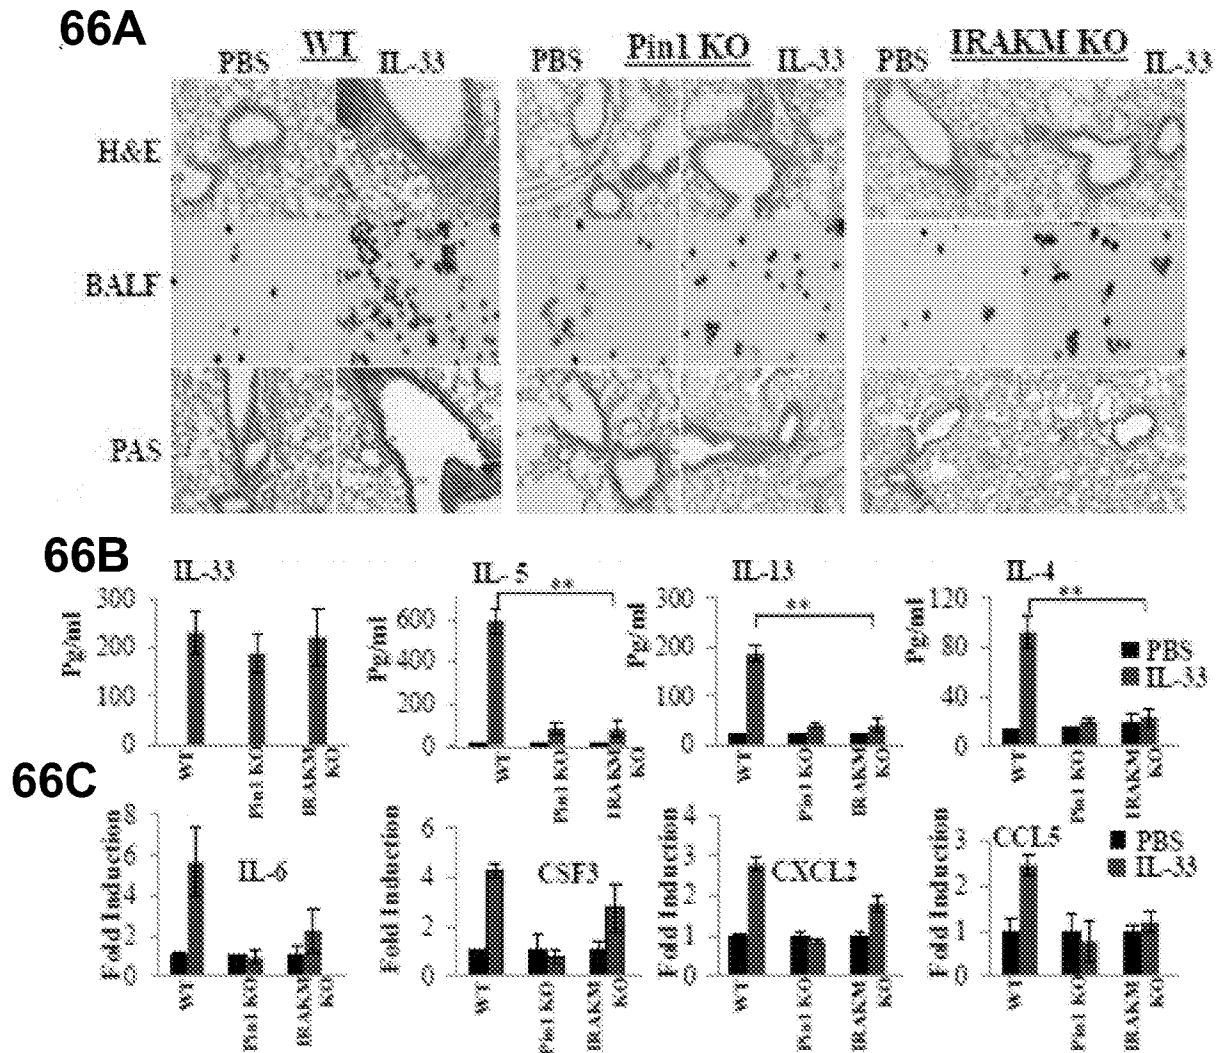 66A
WT
Pin1 KO
IRAKM KO
PBS IL-33
PBS IL-33
PBS IL-33
H&E
BALF
PAS
66B
IL-33
Pg/ml
300
200
100
0
WT
Pin1 KO
IRAKM KO
IL- 5
**
Pg/ml
600
400
200
0
WT
Pin1 KO
IRAKM KO
IL-13
**
Pg/ml
300
200
100
0
WT
Pin1 KO
IRAKM KO
IL-4
**
Pg/ml
120
80
40
0
PBS
IL-33
WT
Pin1 KO
IRAKM KO
66C
IL-6
Fold Induction
8
6
4
2
0
WT
Pin1 KO
IRAKM KO
CSF3
Fold Induction
6
4
2
0
WT
Pin1 KO
IRAKM KO
CXCL2
Fold Induction
4
3
2
1
0
WT
Pin1 KO
IRAKM KO
CCL5
Fold Induction
3
2
1
0
PBS
IL-33
WT
Pin1 KO
IRAKM KO